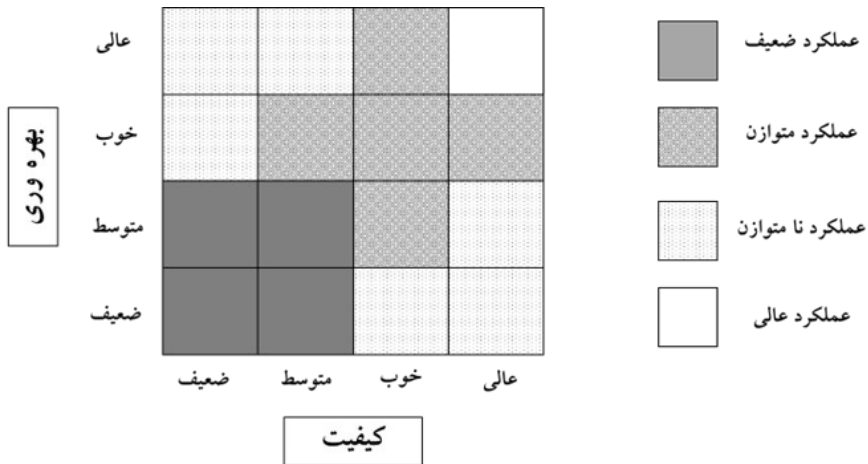 عالی
خوب
متوسط
ضعیف
بهره وری
ضعیف
متوسط
خوب
عالی
کیفیت
عملکرد ضعیف
عملکرد متوازن
عملکرد نا متوازن
عملکرد عالی